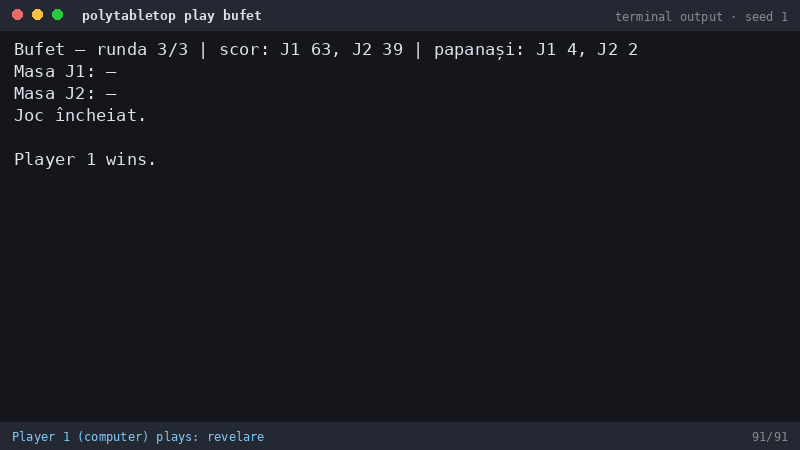 polytabletop play bufet
terminal output · seed 1
Bufet — runda 3/3 | scor: J1 63, J2 39 | papanași: J1 4, J2 2
Masa J1: —
Masa J2: —
Joc încheiat.
Player 1 wins.
Player 1 (computer) plays: revelare
91/91